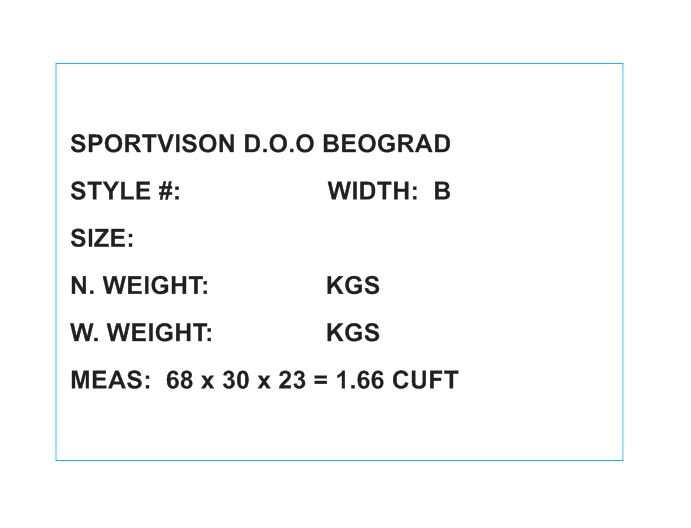 SPORTVISON D.O.O BEOGRAD
STYLE #: WIDTH: B
SIZE:
N. WEIGHT: KGS
W. WEIGHT: KGS
MEAS: 68 x 30 x 23 = 1.66 CUFT